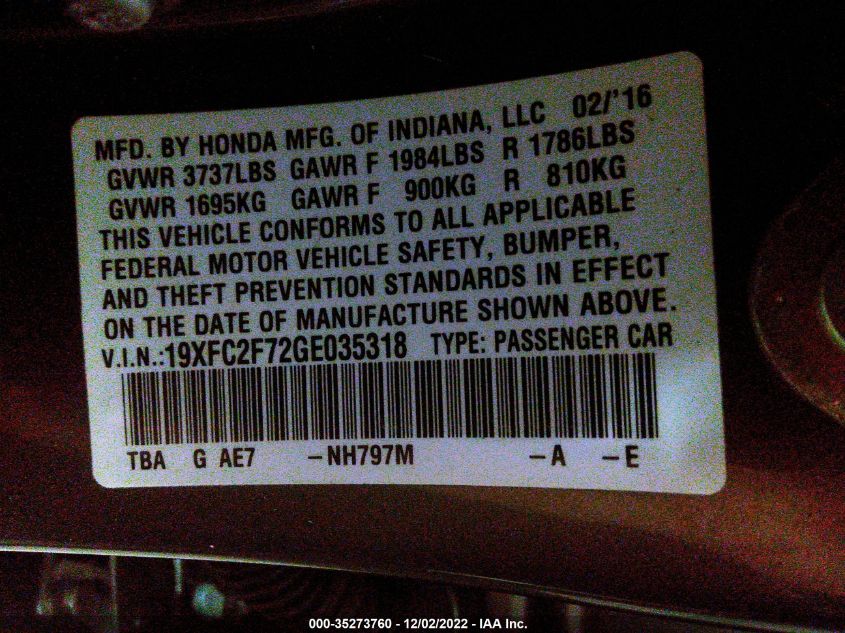 MFD. BY HONDA MFG. OF INDIANA, LLC 02/'16
GVWR 3737LBS GAWR F 1984LBS R 1786LBS
GVWR 1695KG GAWR F 900KG R 810KG
THIS VEHICLE CONFORMS TO ALL APPLICABLE
FEDERAL MOTOR VEHICLE SAFETY, BUMPER,
AND THEFT PREVENTION STANDARDS IN EFFECT
ON THE DATE OF MANUFACTURE SHOWN ABOVE.
V.I.N.:19XFC2F72GE035318 TYPE: PASSENGER CAR
TBA G AE7 –NH797M –A –E
000-35273760 - 12/02/2022 - IAA Inc.